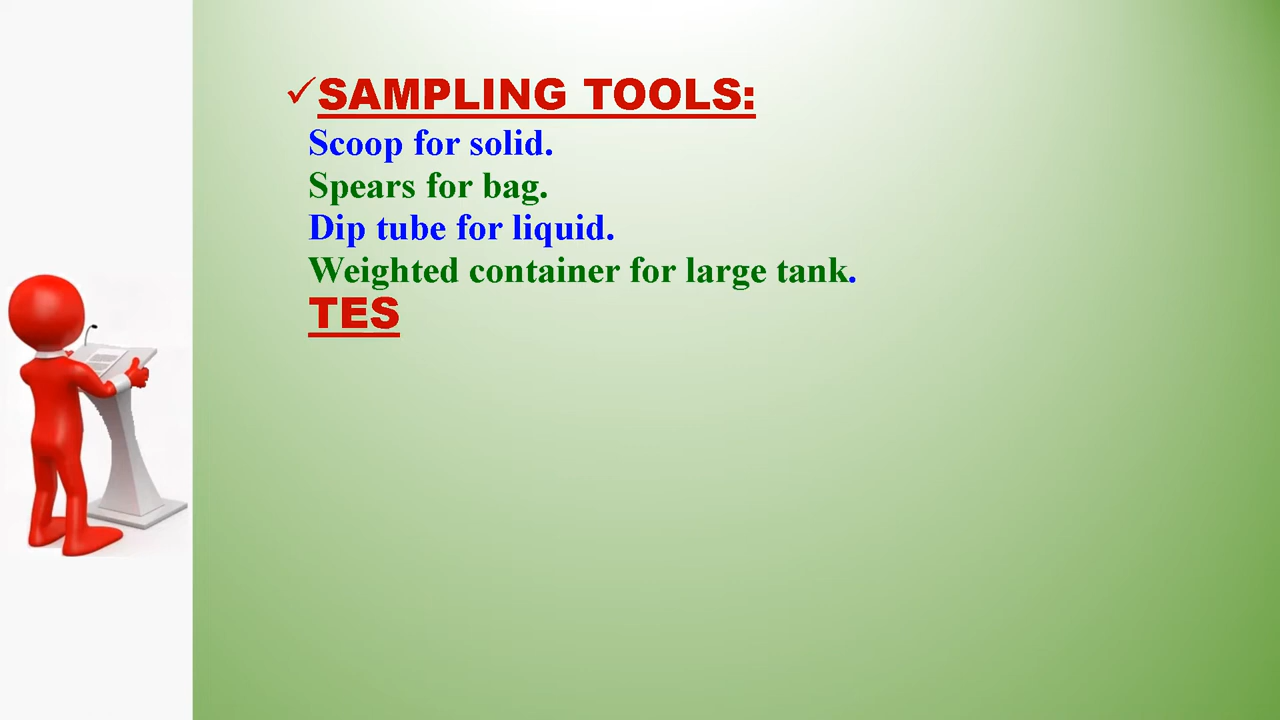 ✓SAMPLING TOOLS:
Scoop for solid.
Spears for bag.
Dip tube for liquid.
Weighted container for large tank.
TES